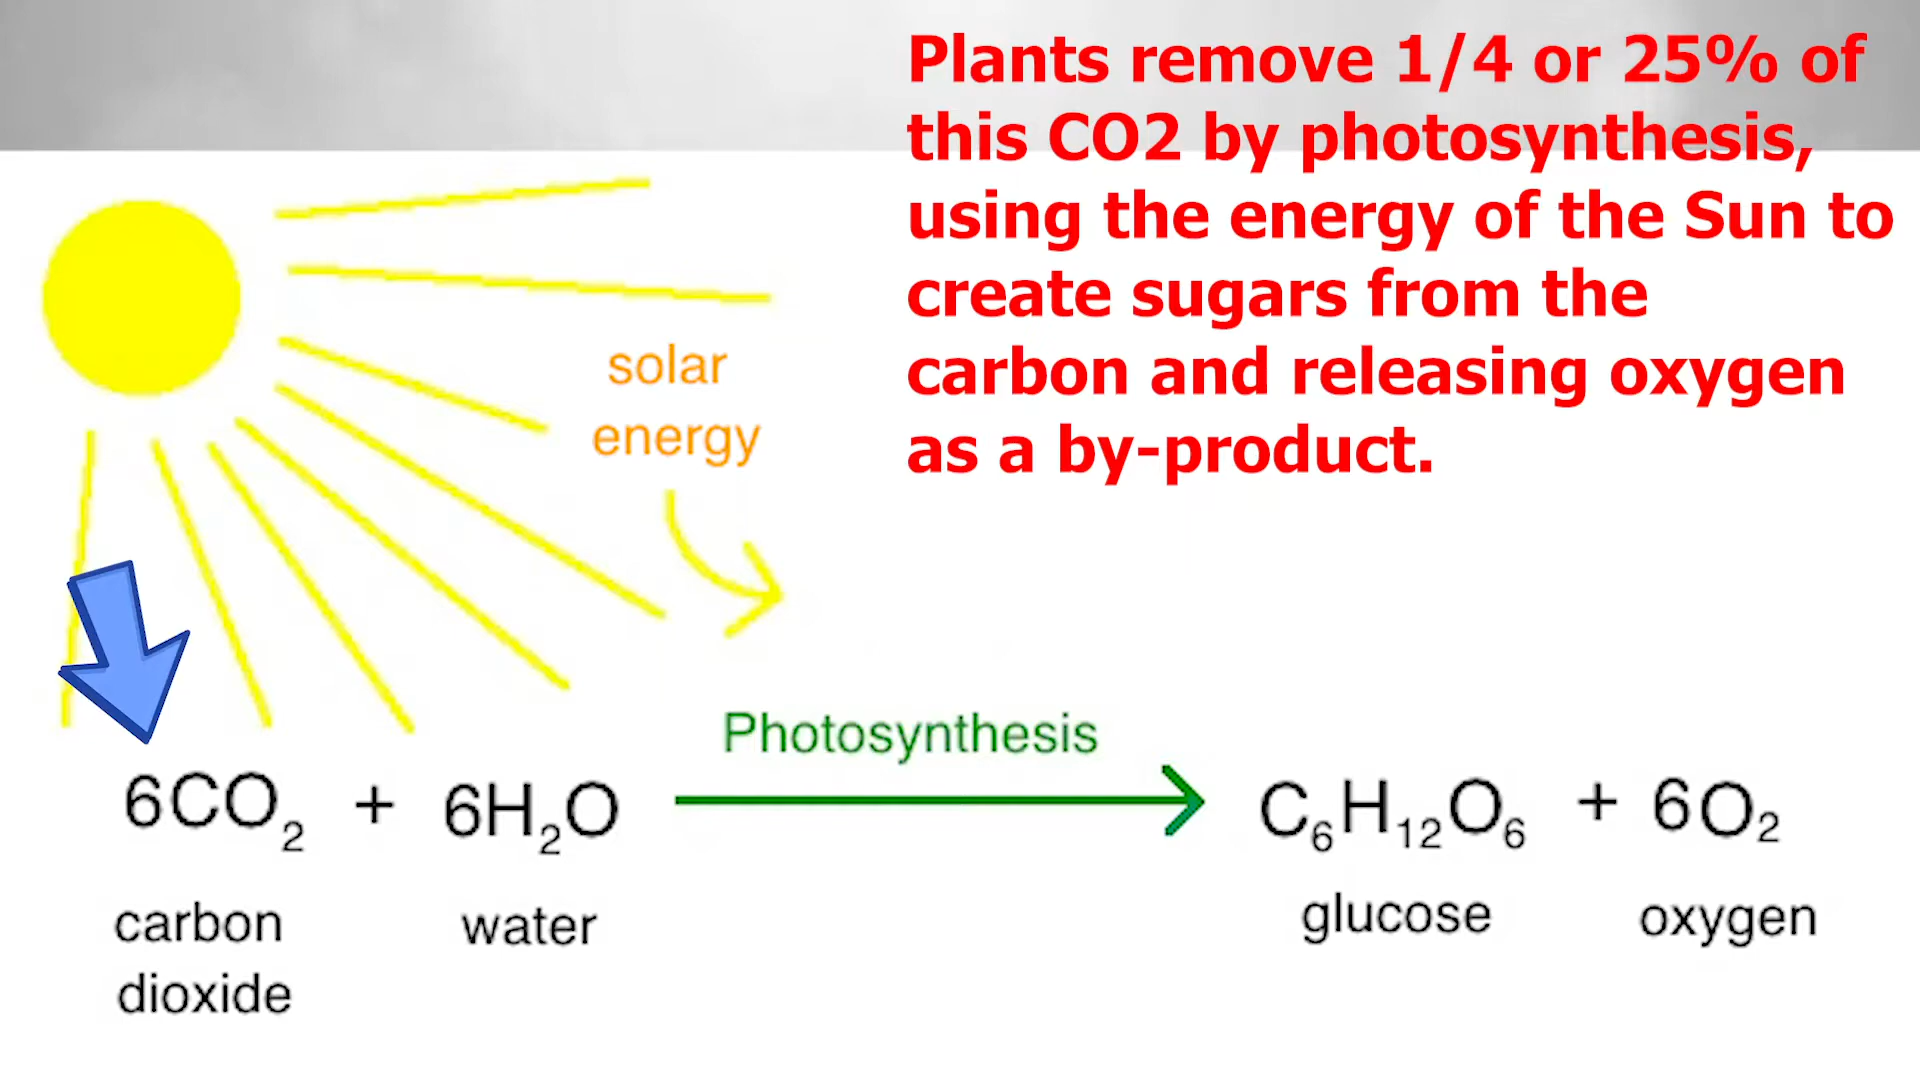 Plants remove 1/4 or 25% of
this CO2 by photosynthesis,
using the energy of the Sun to
create sugars from the
carbon and releasing oxygen
as a by-product.
solar
energy
Photosynthesis
6CO₂ + 6H₂O C₆H₁₂O₆ + 6O₂
carbon water glucose oxygen
dioxide